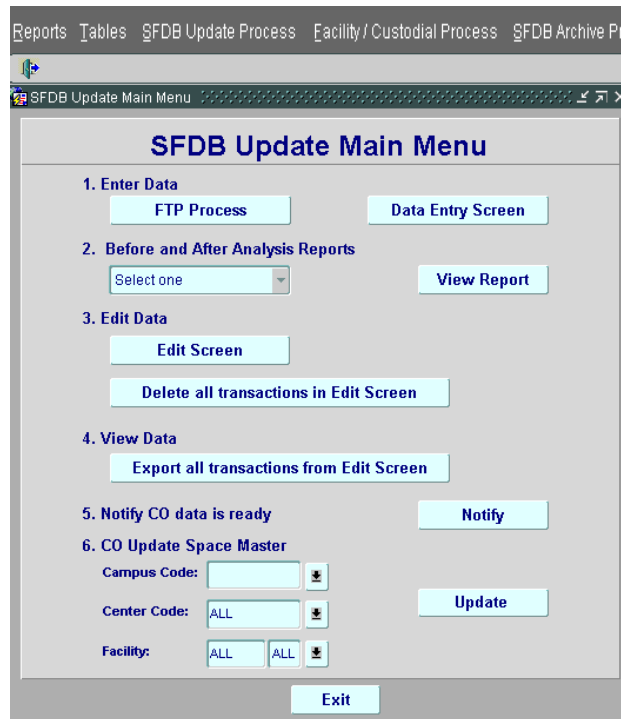 Reports Tables SFDB Update Process Facility / Custodial Process SFDB Archive
SFDB Update Main Menu
SFDB Update Main Menu
1. Enter Data
FTP Process Data Entry Screen
2. Before and After Analysis Reports
Select one View Report
3. Edit Data
Edit Screen
Delete all transactions in Edit Screen
4. View Data
Export all transactions from Edit Screen
5. Notify CO data is ready Notify
6. CO Update Space Master
Campus Code:
Center Code: ALL Update
Facility: ALL ALL
Exit